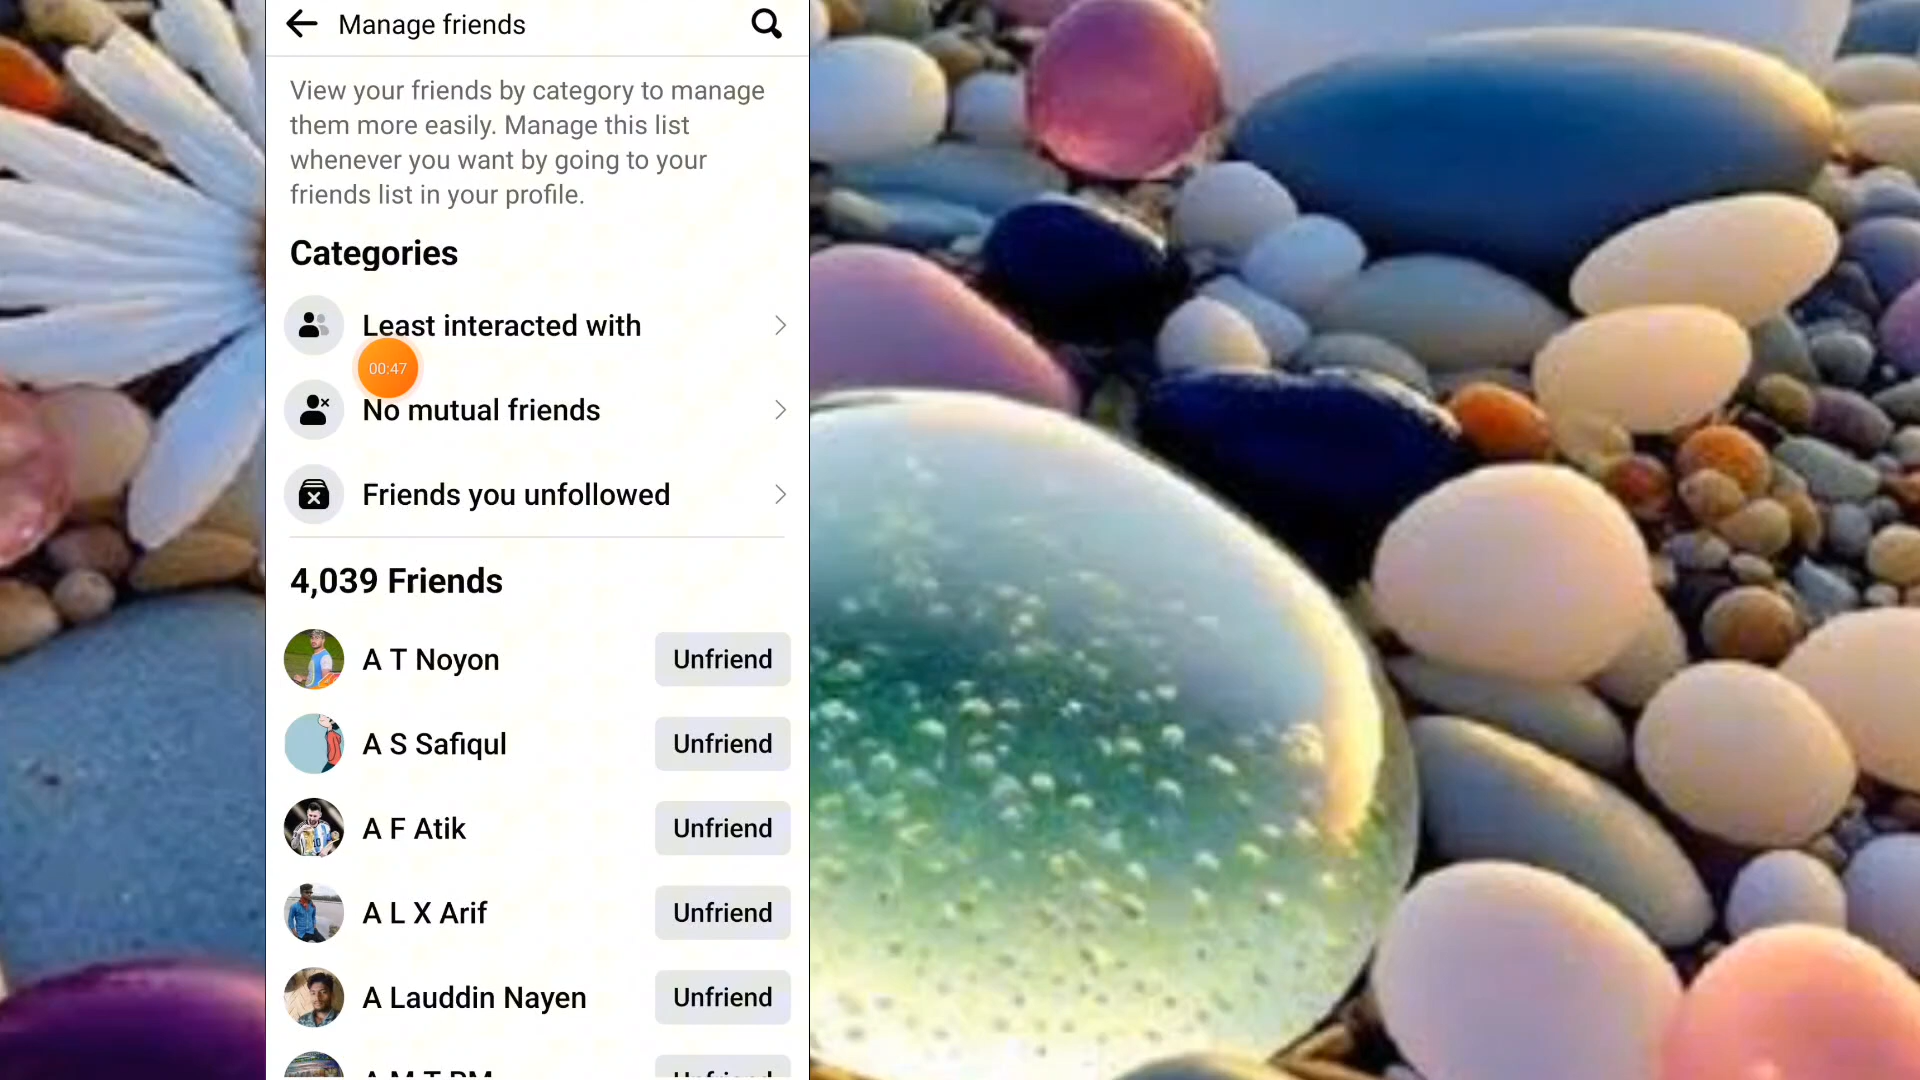 Manage friends
View your friends by category to manage
them more easily. Manage this list
whenever you want by going to your
friends list in your profile.
Categories
Least interacted with
00:47
No mutual friends
Friends you unfollowed
4,039 Friends
A T Noyon Unfriend
A S Safiqul Unfriend
A F Atik Unfriend
A L X Arif Unfriend
A Lauddin Nayen Unfriend